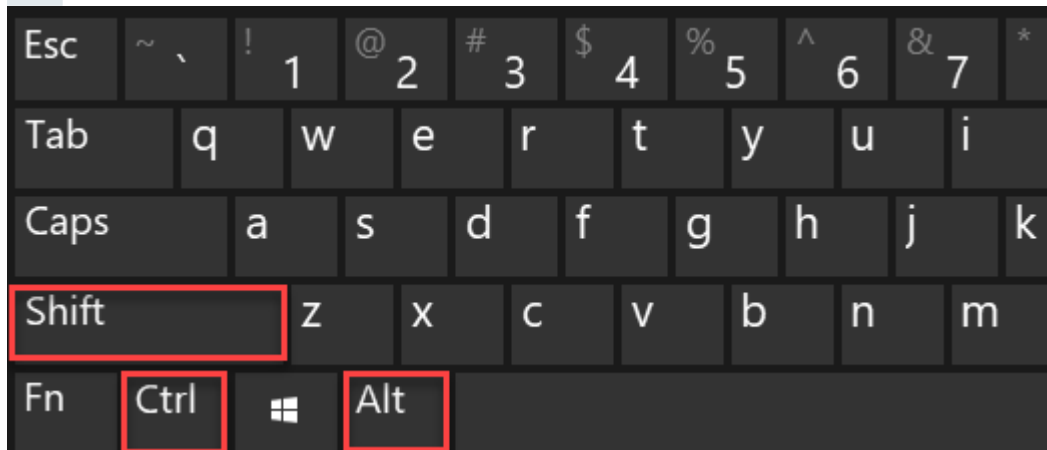 Esc ~ ` ! 1 @ 2 # 3 $ 4 % 5 ^ 6 & 7 *
Tab q w e r t y u i
Caps a s d f g h j k
Shift z x c v b n m
Fn Ctrl Alt